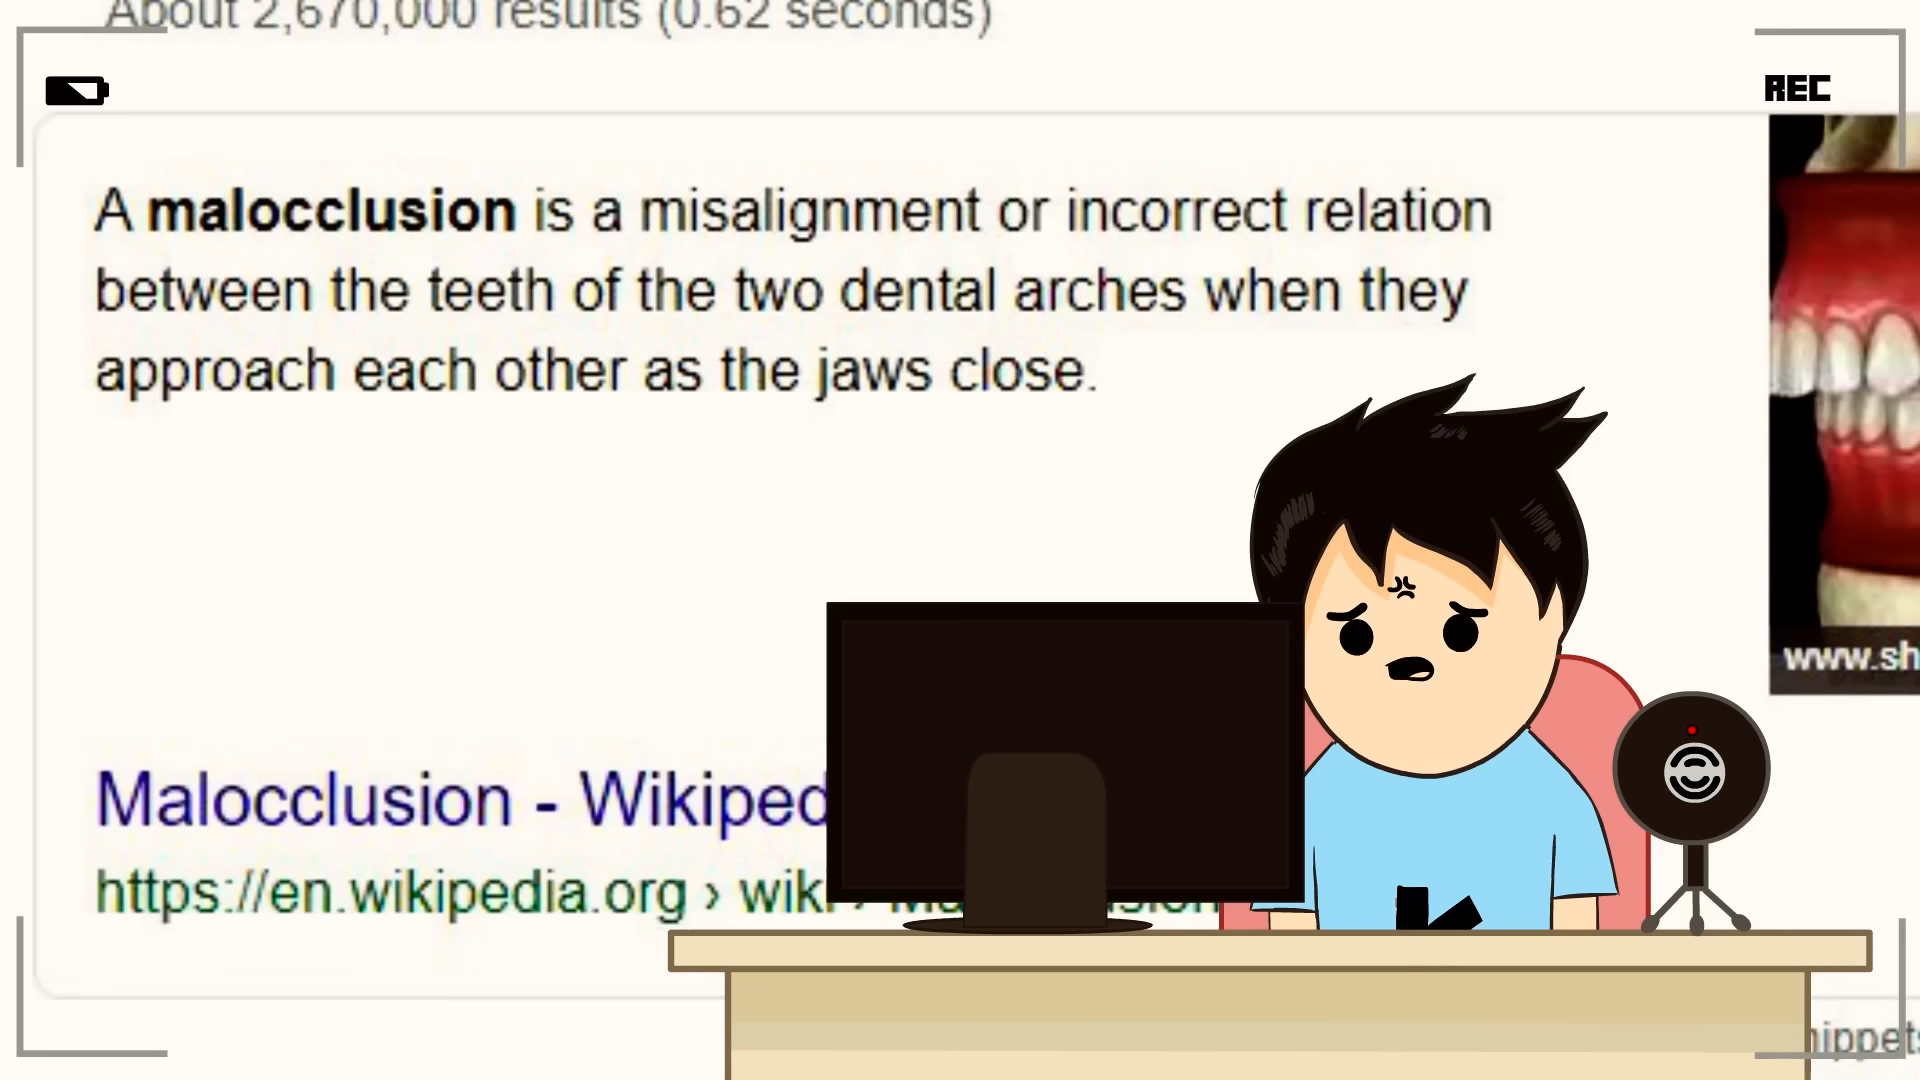 About 2,670,000 results (0.62 seconds)
REC
A malocclusion is a misalignment or incorrect relation
between the teeth of the two dental arches when they
approach each other as the jaws close.
www.sh
Malocclusion - Wikiped
https://en.wikipedia.org › wiki
K